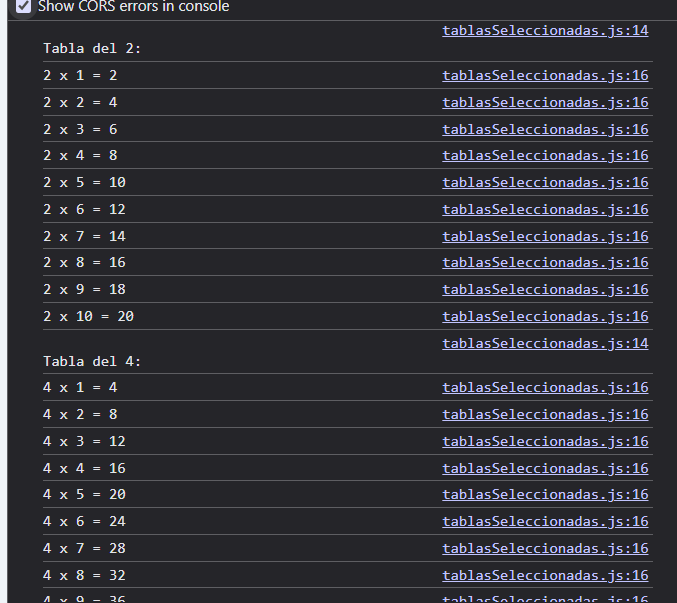 Show CORS errors in console
tablasSeleccionadas.js:14
Tabla del 2:
2 x 1 = 2 tablasSeleccionadas.js:16
2 x 2 = 4 tablasSeleccionadas.js:16
2 x 3 = 6 tablasSeleccionadas.js:16
2 x 4 = 8 tablasSeleccionadas.js:16
2 x 5 = 10 tablasSeleccionadas.js:16
2 x 6 = 12 tablasSeleccionadas.js:16
2 x 7 = 14 tablasSeleccionadas.js:16
2 x 8 = 16 tablasSeleccionadas.js:16
2 x 9 = 18 tablasSeleccionadas.js:16
2 x 10 = 20 tablasSeleccionadas.js:16
tablasSeleccionadas.js:14
Tabla del 4:
4 x 1 = 4 tablasSeleccionadas.js:16
4 x 2 = 8 tablasSeleccionadas.js:16
4 x 3 = 12 tablasSeleccionadas.js:16
4 x 4 = 16 tablasSeleccionadas.js:16
4 x 5 = 20 tablasSeleccionadas.js:16
4 x 6 = 24 tablasSeleccionadas.js:16
4 x 7 = 28 tablasSeleccionadas.js:16
4 x 8 = 32 tablasSeleccionadas.js:16
4 x 9 = 36 tablasSeleccionadas.js:16